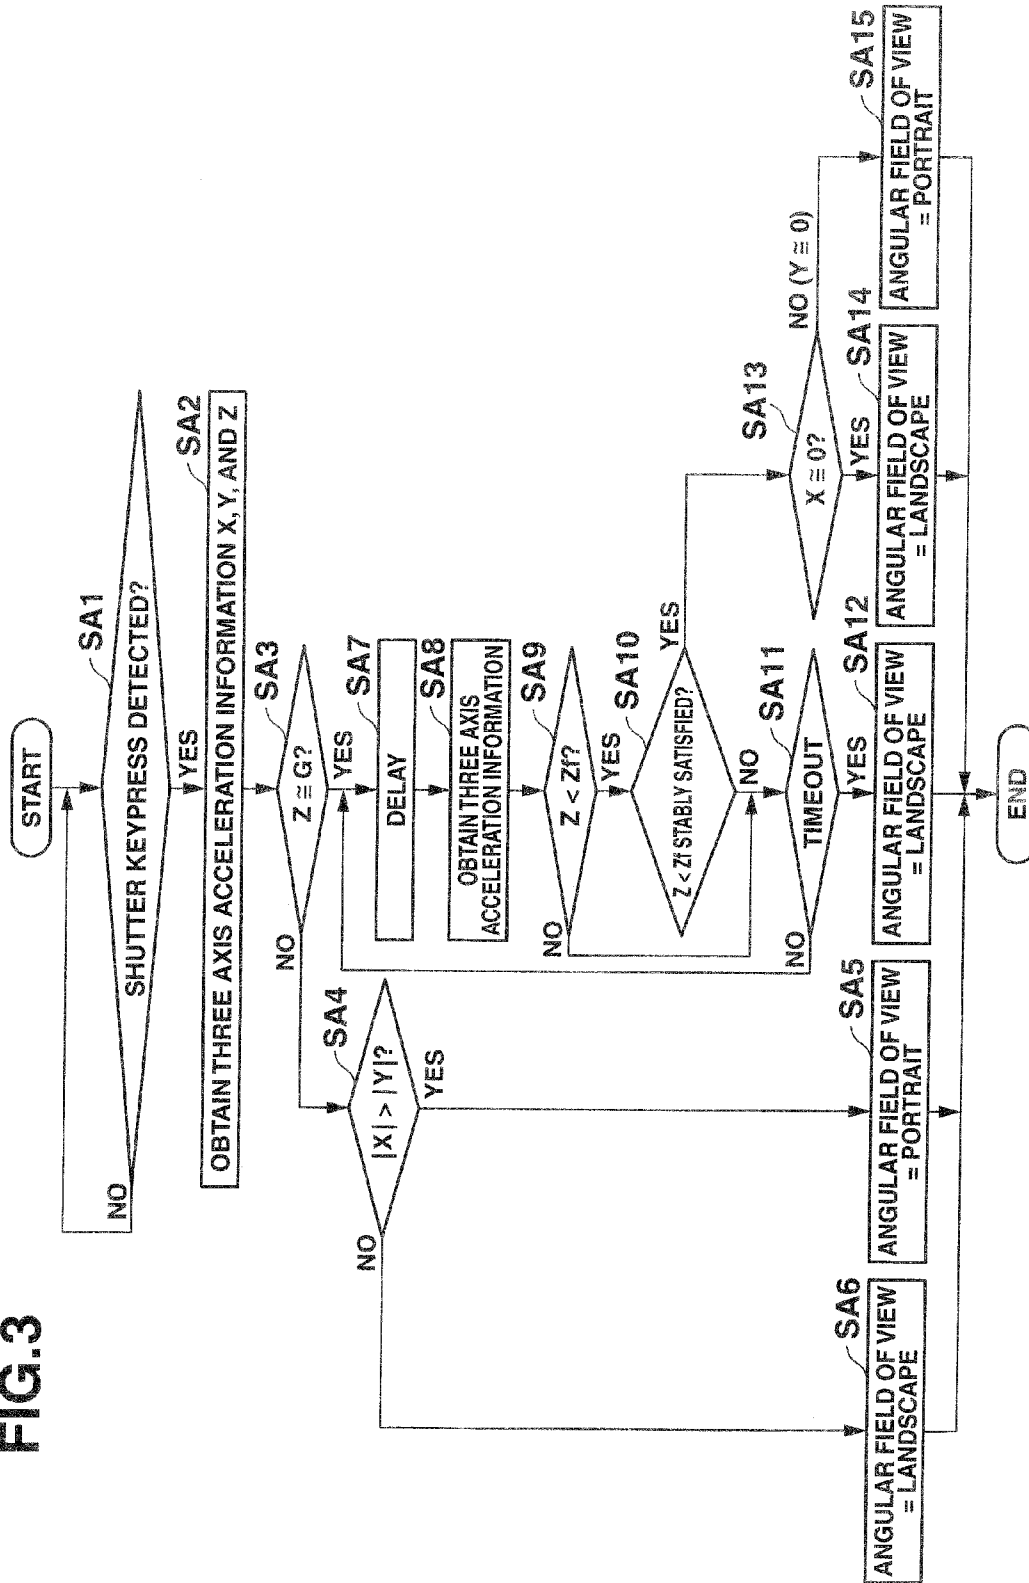 FIG.3
START
SA1
SHUTTER KEYPRESS DETECTED?
NO
YES
SA2
OBTAIN THREE AXIS ACCELERATION INFORMATION X, Y, AND Z
SA3
Z ≅ G?
NO
YES
SA4
|X| > |Y|?
NO
YES
SA7
DELAY
SA8
OBTAIN THREE AXIS
ACCELERATION INFORMATION
SA9
Z < Zf?
NO
YES
SA10
Z < Zf STABLY SATISFIED?
YES
NO
SA11
TIMEOUT
NO
YES
SA13
X ≅ 0?
NO (Y ≅ 0)
YES
SA6
ANGULAR FIELD OF VIEW
= LANDSCAPE
SA5
ANGULAR FIELD OF VIEW
= PORTRAIT
SA12
ANGULAR FIELD OF VIEW
= LANDSCAPE
SA14
ANGULAR FIELD OF VIEW
= LANDSCAPE
SA15
ANGULAR FIELD OF VIEW
= PORTRAIT
END